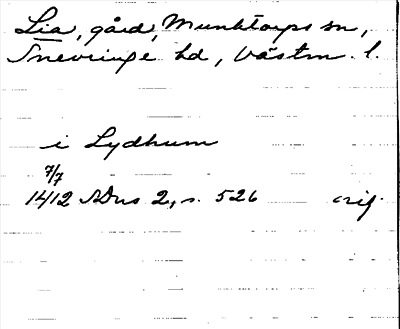 Lia, gård, Munktorps sn,
Snevringe hd, Västm. l.
i Lydhum
7/7
1412 SDns 2, s. 526 orig.